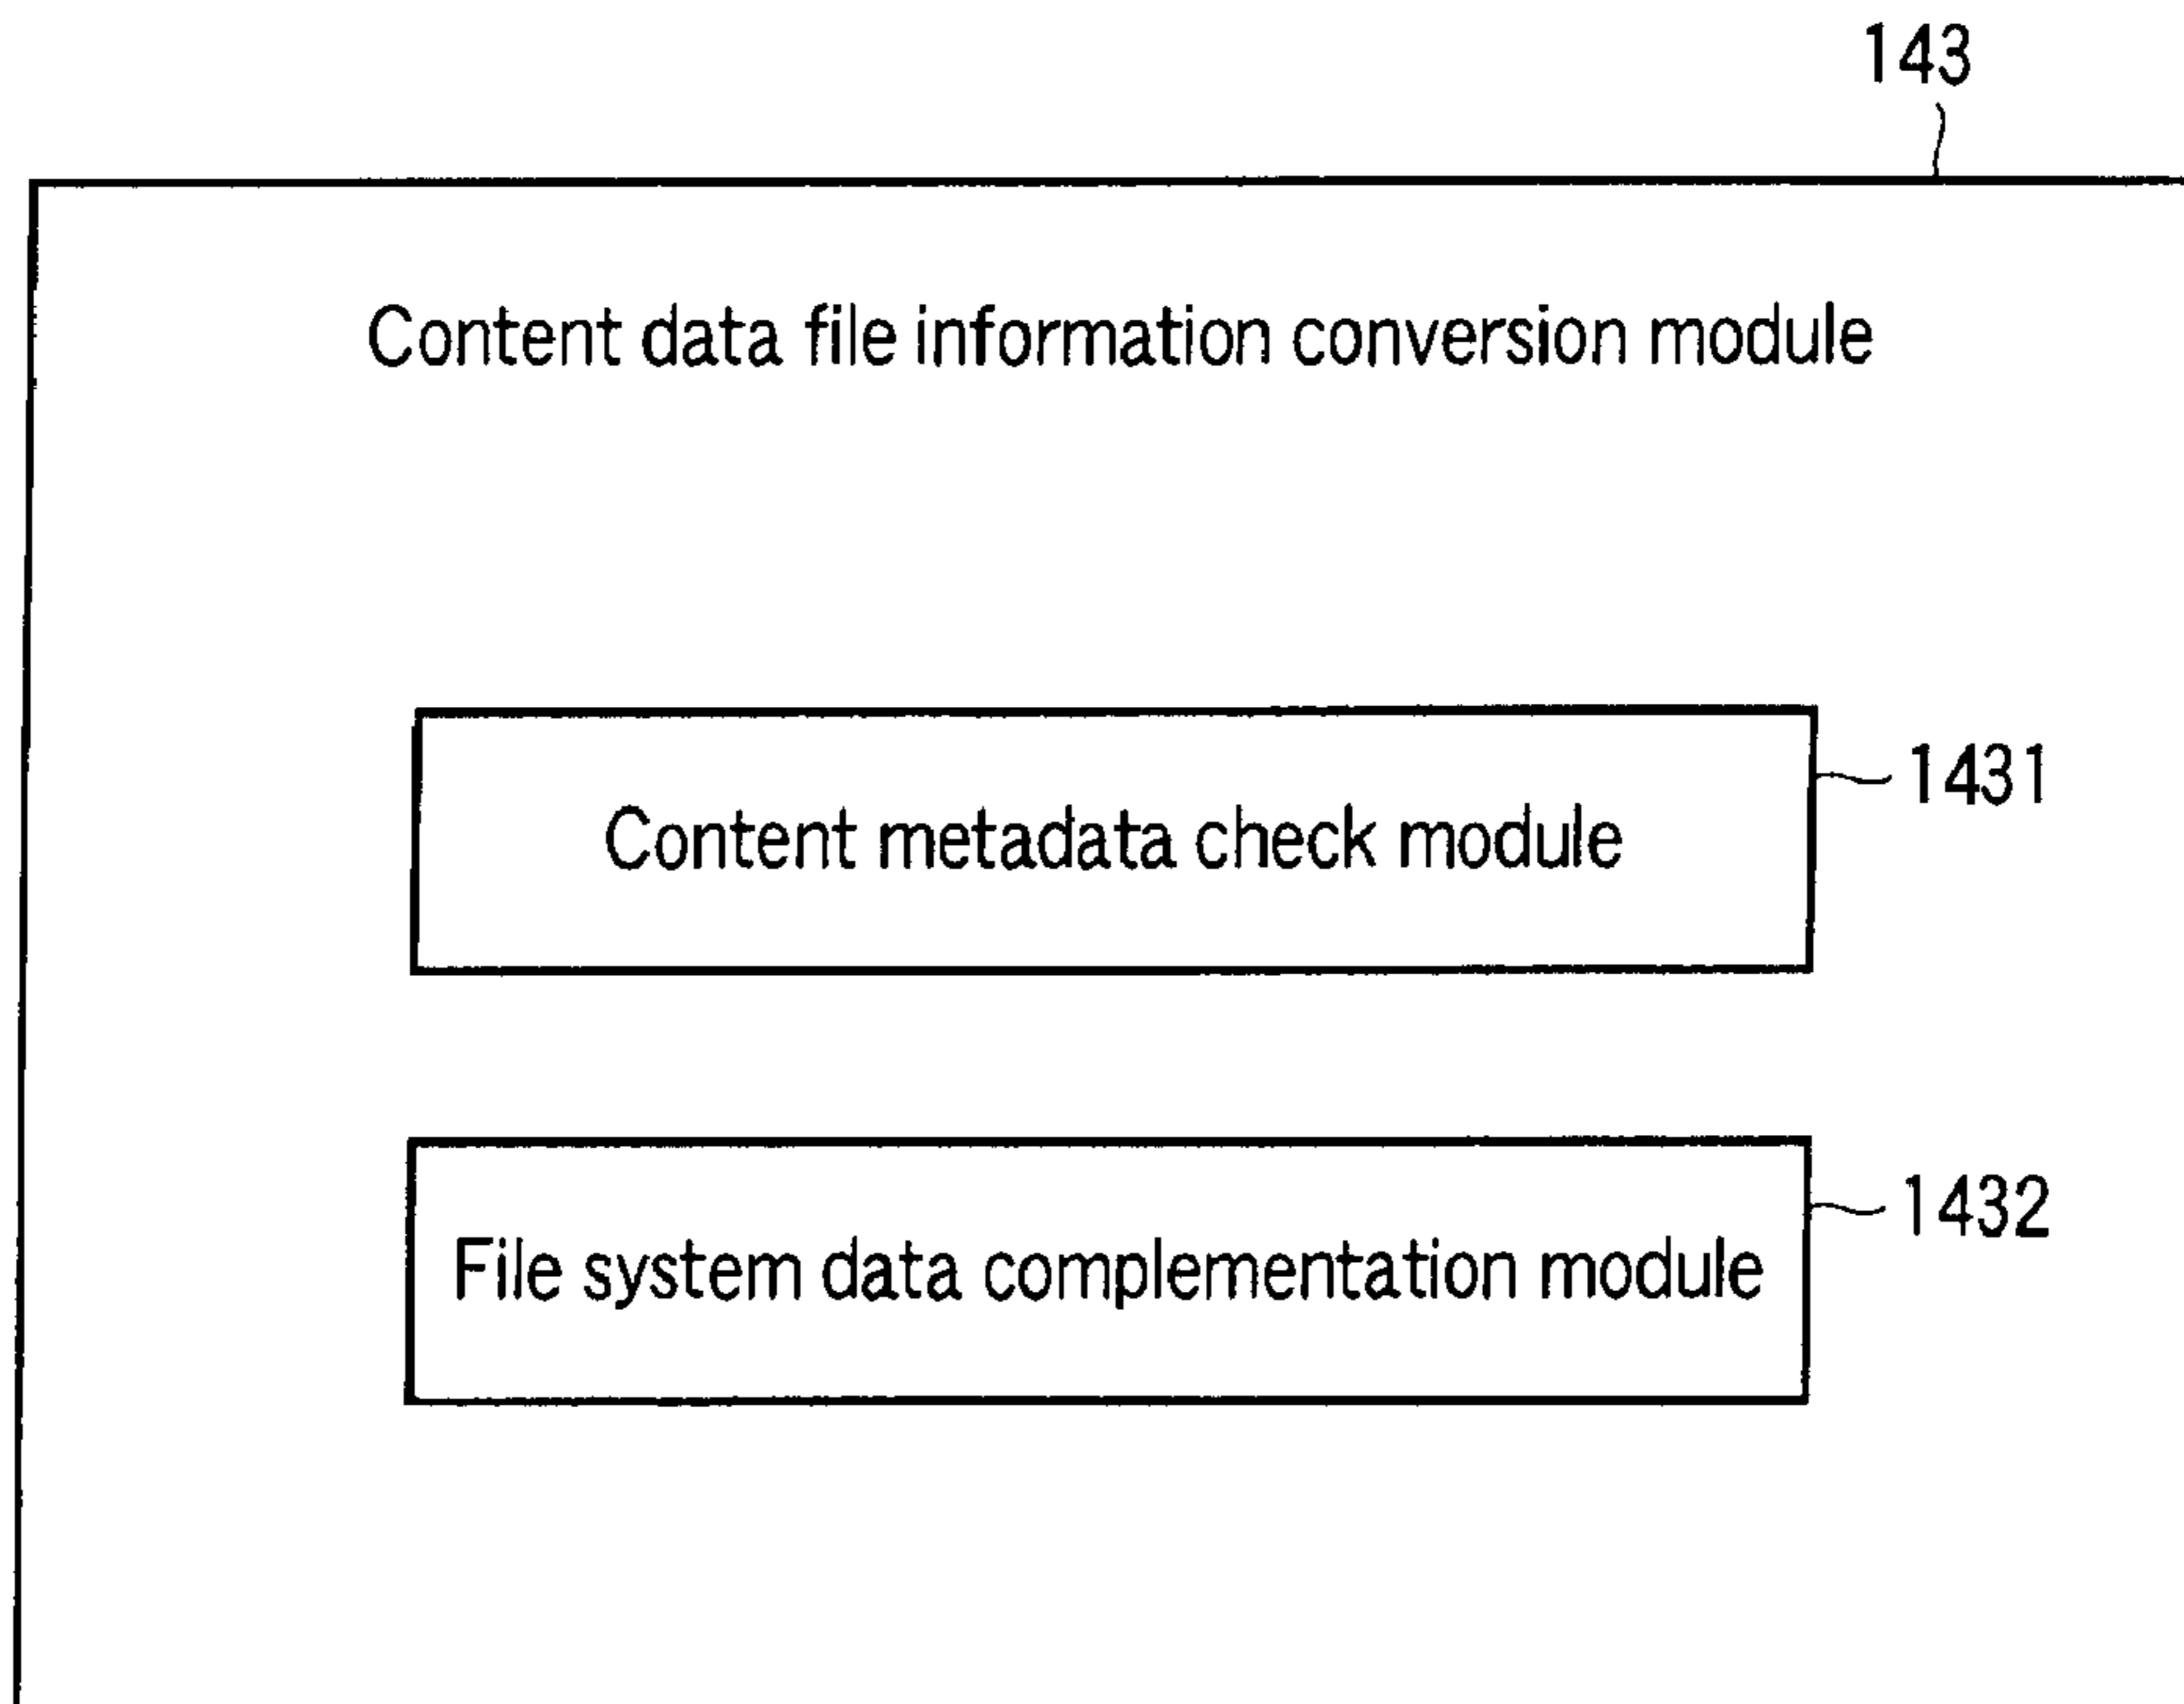 143
Content data file information conversion module
Content metadata check module
1431
File system data complementation module
1432